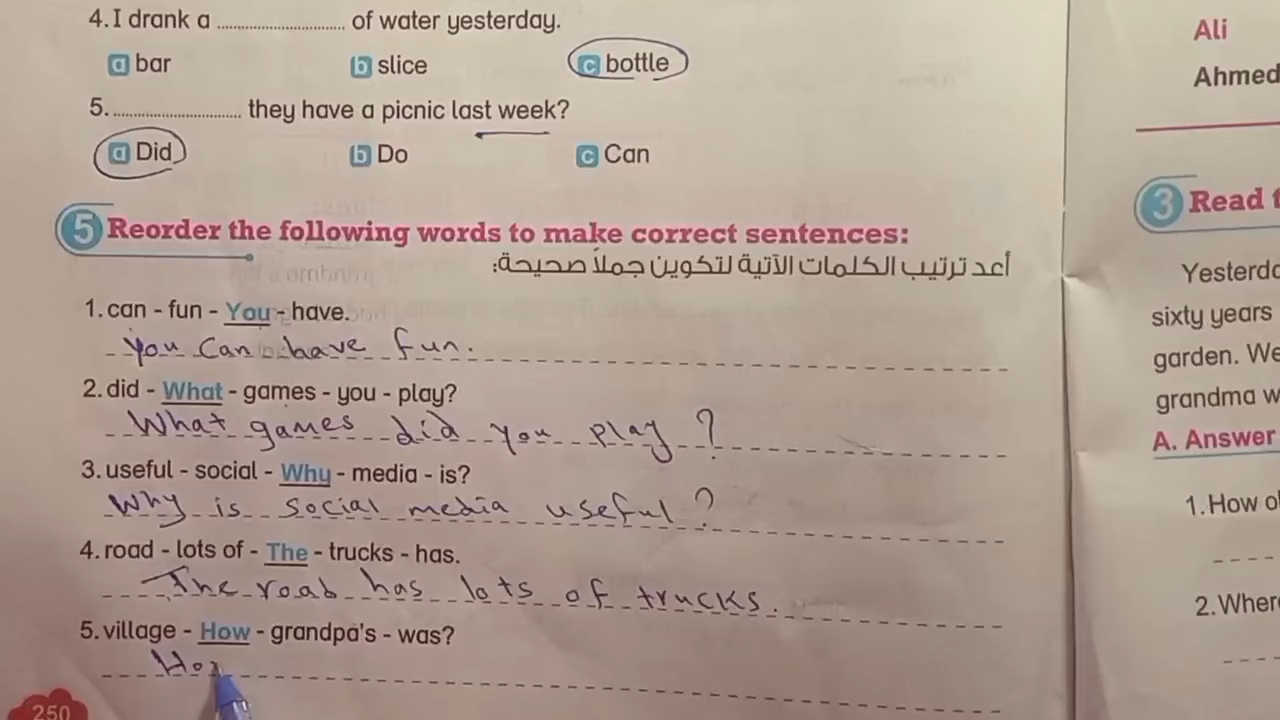 4. I drank a ............................ of water yesterday.
a bar b slice c bottle
5. ............................ they have a picnic last week?
a Did b Do c Can
5 Reorder the following words to make correct sentences:
أعد ترتيب الكلمات الآتية لتكوين جملاً صحيحة:
1. can - fun - You - have.
You can have fun.
2. did - What - games - you - play?
What games did you play?
3. useful - social - Why - media - is?
Why is social media useful?
4. road - lots of - The - trucks - has.
The road has lots of trucks.
5. village - How - grandpa's - was?
250
Ali
Ahmed
3 Read
sixty years
garden. We
grandma
A. Answer
1. How
2.